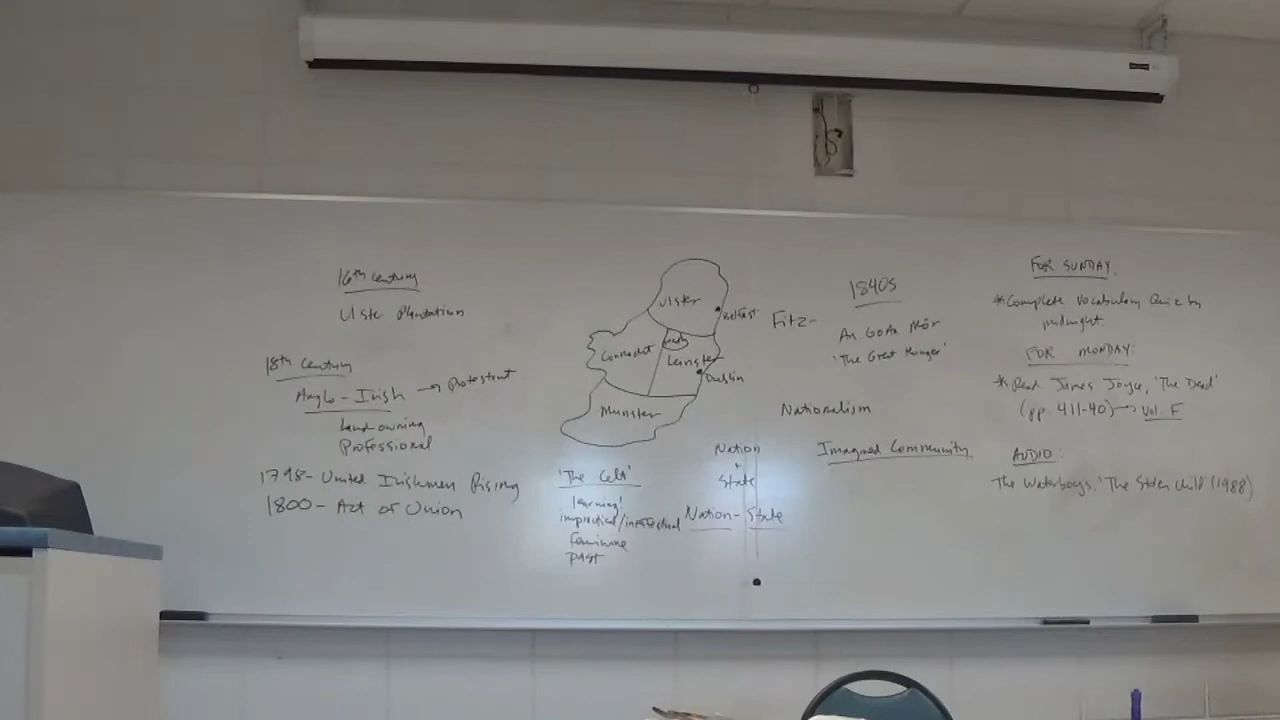 16th Century
Ulster Plantation
18th Century
Anglo-Irish → Protestant
Land owning
Professional
1798- United Irishmen Rising
1800- Act of Union
Ulster
Belfast
Connacht
Meath
Leinster
Dublin
Munster
'The Celt'
learning
impractical/ineffectual
Feminine
past
Fitz-
1840s
An Gorta Mór
'The Great Hunger'
Nationalism
Nation
+
State
Nation-State
Imagined Community
FOR SUNDAY
*Complete Vocabulary Quiz by
midnight.
FOR MONDAY:
*Read James Joyce, 'The Dead'
(pp. 411-40) → Vol. F
AUDIO:
The Waterboys, 'The Stolen Child' (1988)